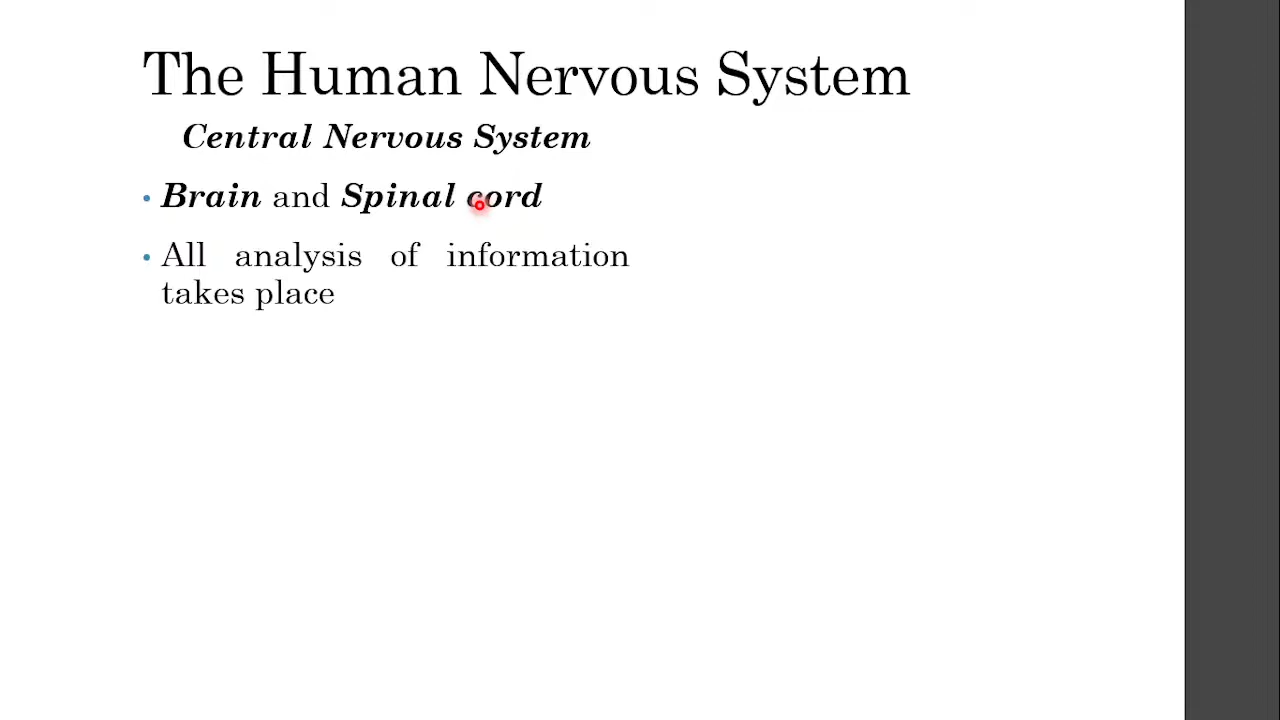 The Human Nervous System
Central Nervous System
• Brain and Spinal cord
• All analysis of information
takes place